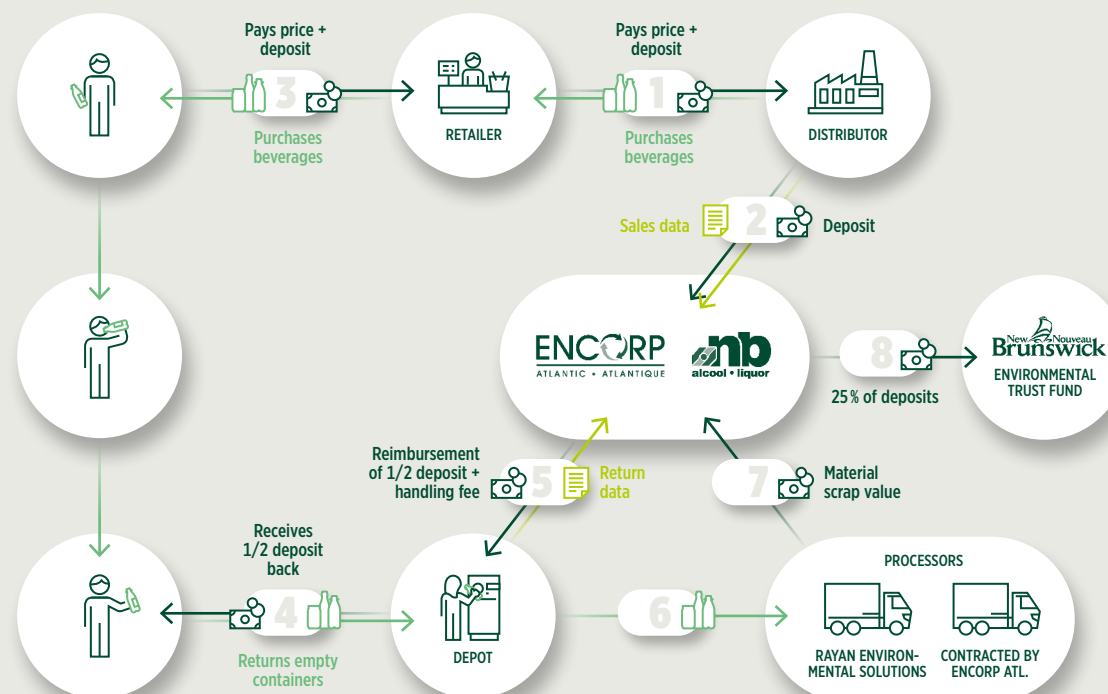 Pays price +
deposit
3
Purchases
beverages
RETAILER
Pays price +
deposit
1
Purchases
beverages
DISTRIBUTOR
Sales data
2
Deposit
ENCORP
ATLANTIC • ATLANTIQUE
anb
alcool • liquor
8
25 % of deposits
New Nouveau
Brunswick
ENVIRONMENTAL
TRUST FUND
Reimbursement
of 1/2 deposit +
handling fee
5
Return
data
7
Material
scrap value
Receives
1/2 deposit
back
4
Returns empty
containers
DEPOT
6
PROCESSORS
RAYAN ENVIRON-
MENTAL SOLUTIONS
CONTRACTED BY
ENCORP ATL.